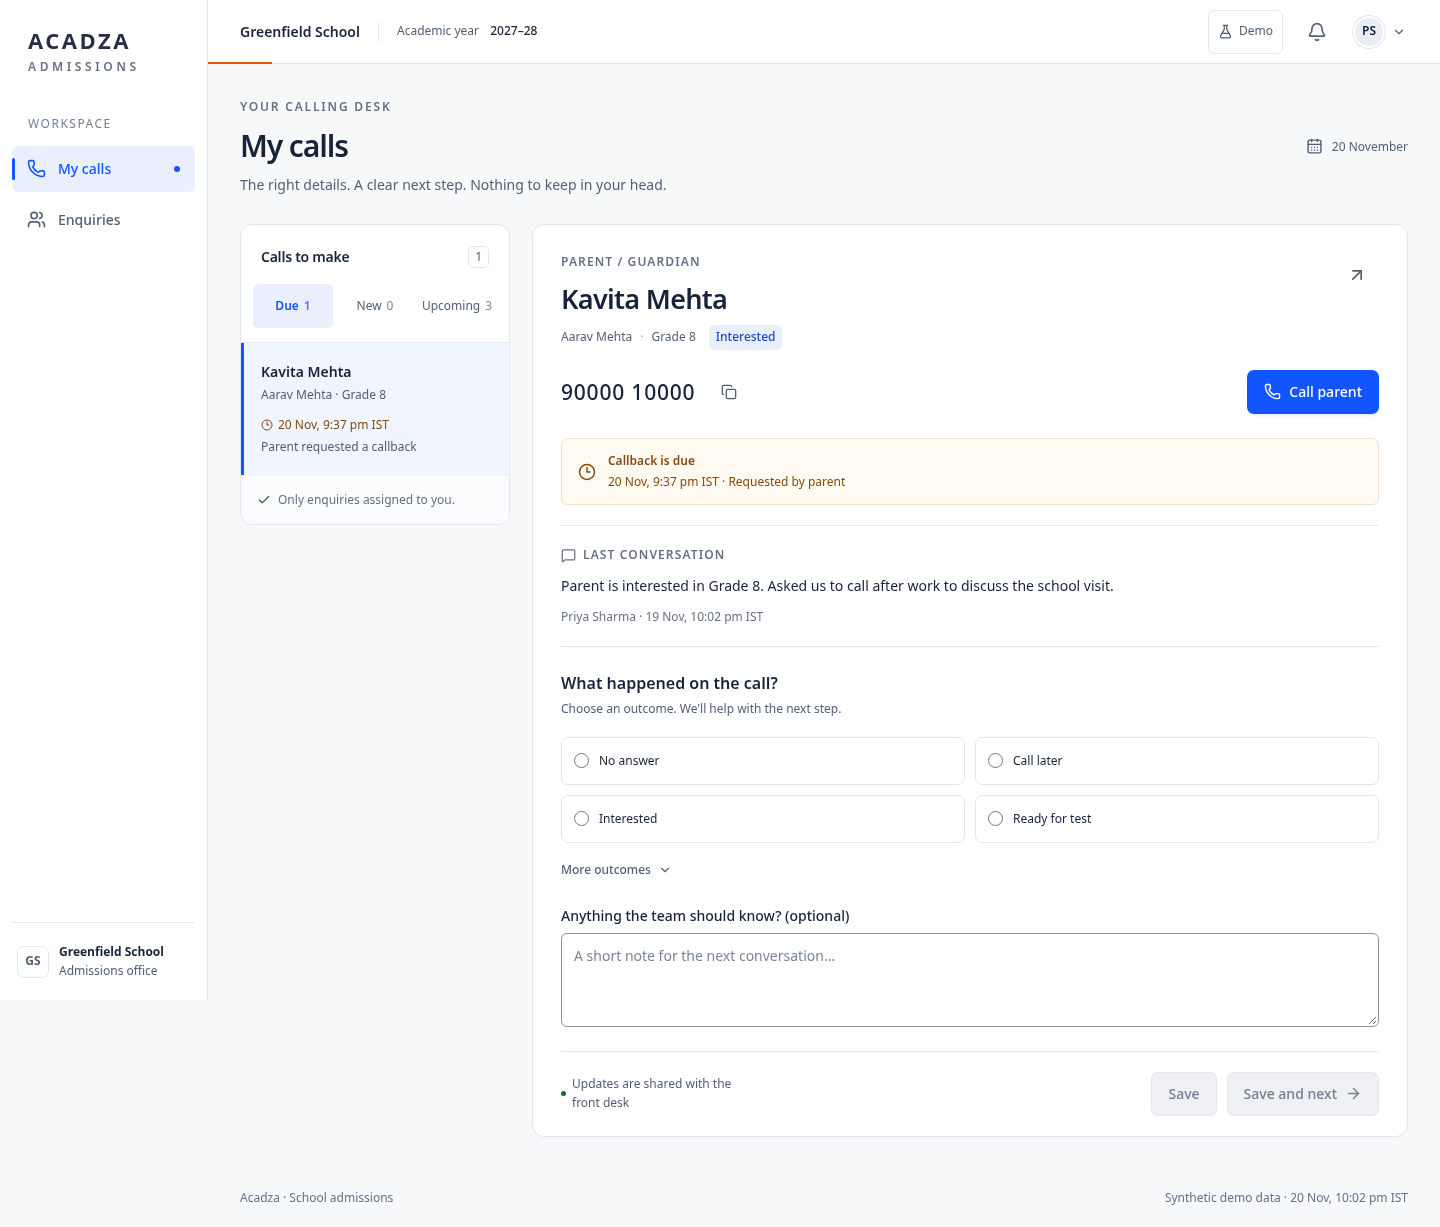 ACADZA
ADMISSIONS
WORKSPACE
My calls
Enquiries
GS
Greenfield School
Admissions office
Greenfield School
Academic year 2027–28
Demo
PS
YOUR CALLING DESK
My calls
20 November
The right details. A clear next step. Nothing to keep in your head.
Calls to make 1
Due 1 New 0 Upcoming 3
Kavita Mehta
Aarav Mehta · Grade 8
20 Nov, 9:37 pm IST
Parent requested a callback
Only enquiries assigned to you.
PARENT / GUARDIAN
Kavita Mehta
Aarav Mehta · Grade 8 Interested
90000 10000
Call parent
Callback is due
20 Nov, 9:37 pm IST · Requested by parent
LAST CONVERSATION
Parent is interested in Grade 8. Asked us to call after work to discuss the school visit.
Priya Sharma · 19 Nov, 10:02 pm IST
What happened on the call?
Choose an outcome. We'll help with the next step.
No answer Call later
Interested Ready for test
More outcomes
Anything the team should know? (optional)
A short note for the next conversation...
Updates are shared with the
front desk
Save Save and next
Acadza · School admissions
Synthetic demo data · 20 Nov, 10:02 pm IST